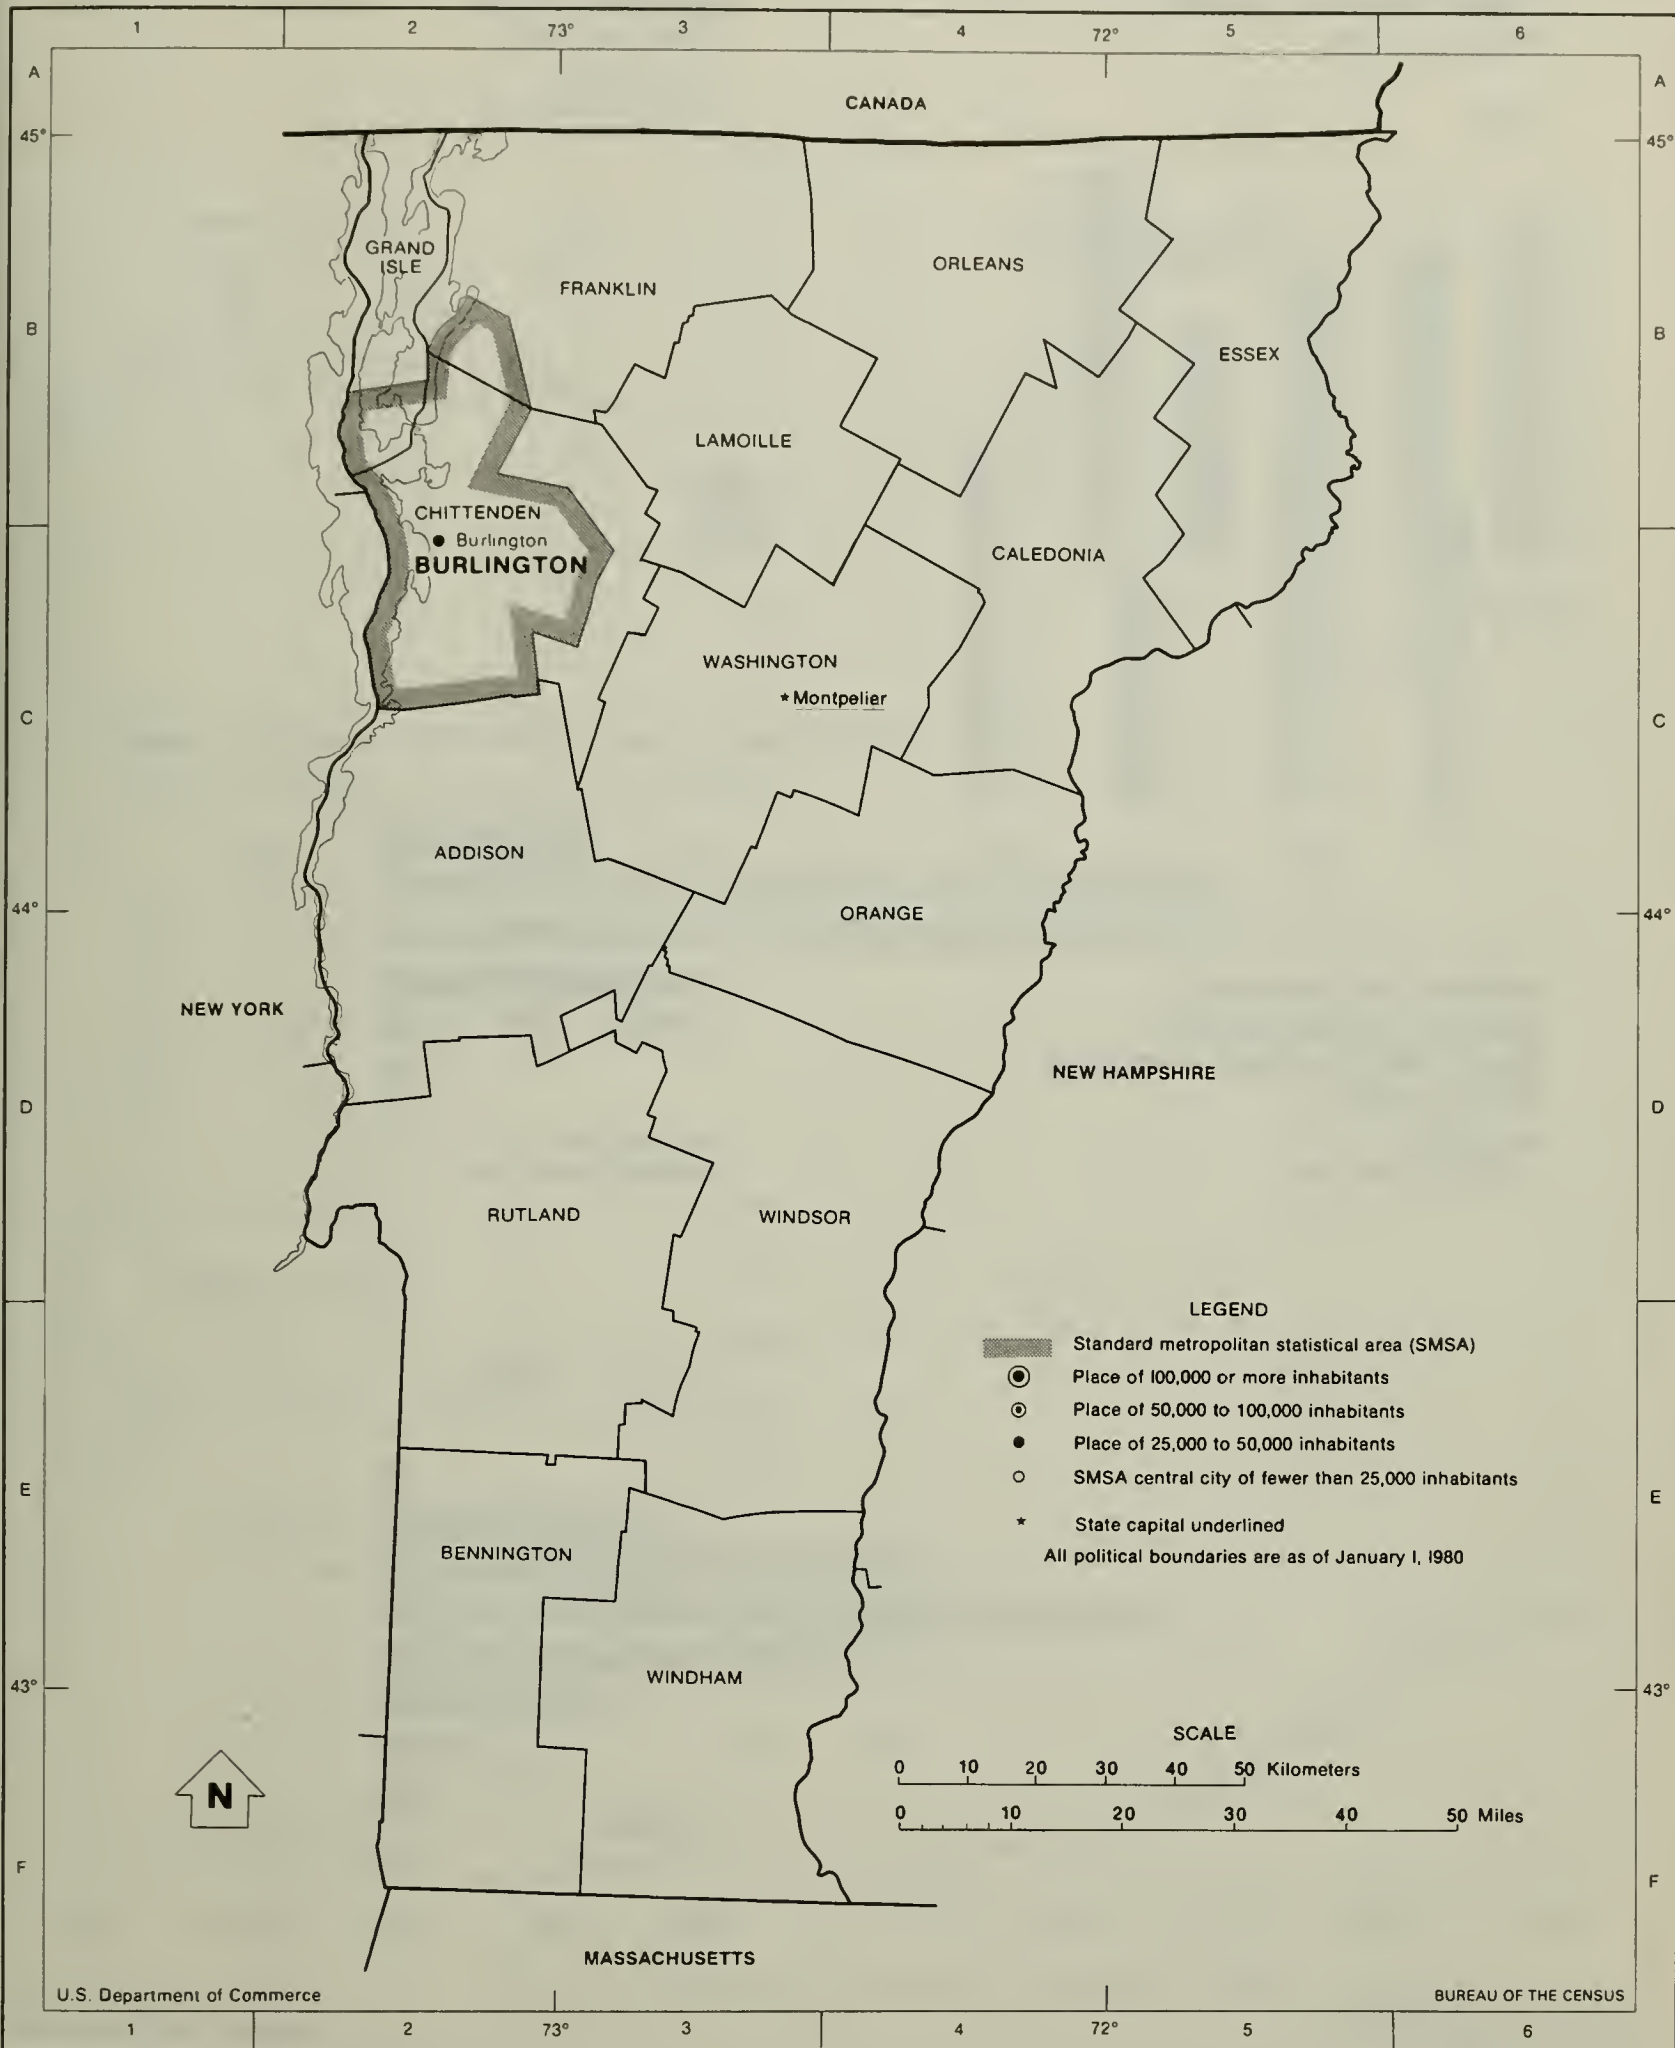 1 2 73° 3 4 72° 5 6
A A
CANADA
45° 45°
GRAND
ISLE
ORLEANS
FRANKLIN
B B
ESSEX
LAMOILLE
CHITTENDEN
Burlington
BURLINGTON
CALEDONIA
WASHINGTON
* Montpelier
C C
ADDISON
44° 44°
ORANGE
NEW YORK
NEW HAMPSHIRE
D D
RUTLAND
WINDSOR
LEGEND
Standard metropolitan statistical area (SMSA)
Place of 100,000 or more inhabitants
Place of 50,000 to 100,000 inhabitants
Place of 25,000 to 50,000 inhabitants
SMSA central city of fewer than 25,000 inhabitants
* State capital underlined
All political boundaries are as of January 1, 1980
E E
BENNINGTON
WINDHAM
43° 43°
SCALE
0 10 20 30 40 50 Kilometers
0 10 20 30 40 50 Miles
N
F F
MASSACHUSETTS
U.S. Department of Commerce
BUREAU OF THE CENSUS
1 2 73° 3 4 72° 5 6